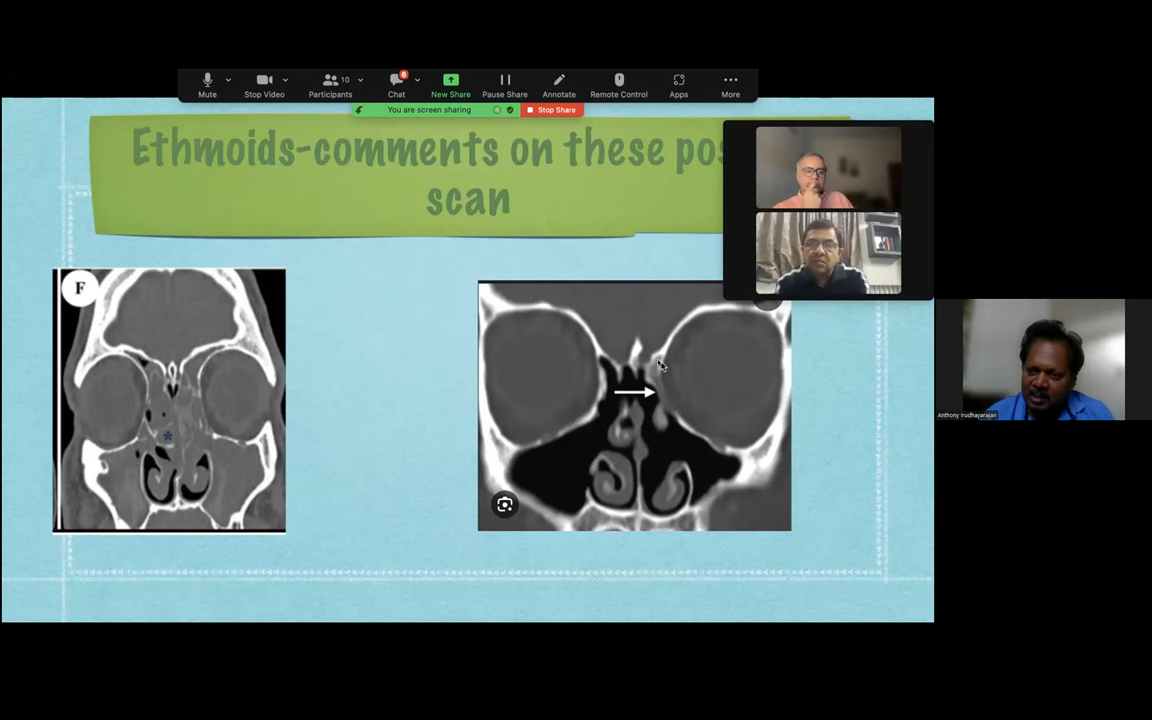 10
6
Mute
Stop Video
Participants
Chat
New Share
Pause Share
Annotate
Remote Control
Apps
More
You are screen sharing
Stop Share
Ethmoids-comments on these
scan
F
Anthony Irudhayarajan